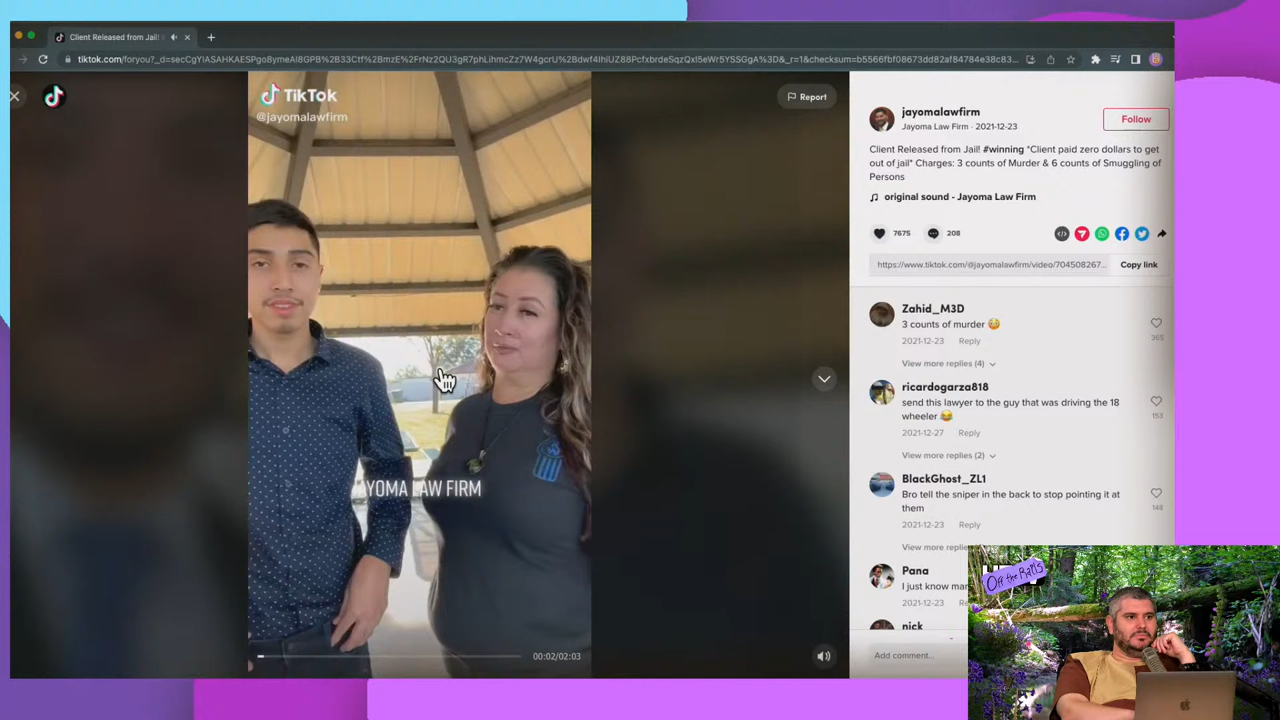 Client Released from Jail!
tiktok.com/foryou?_d=
Report
TikTok
@jayomalawfirm
YOMA LAW FIRM
00:02/02:03
jayomalawfirm
Jayoma Law Firm · 2021-12-23
Follow
Client Released from Jail! #winning *Client paid zero dollars to get
out of jail* Charges: 3 counts of Murder & 6 counts of Smuggling of
Persons
original sound - Jayoma Law Firm
7675
208
https://www.tiktok.com/@jayomalawfirm/video/704508267...
Copy link
Zahid_M3D
3 counts of murder 😳
2021-12-23 Reply
365
View more replies (4)
ricardogarza818
send this lawyer to the guy that was driving the 18
wheeler 😂
2021-12-27 Reply
153
View more replies (2)
BlackGhost_ZL1
Bro tell the sniper in the back to stop pointing it at
them
2021-12-23 Reply
148
View more replies
Pana
I just know
2021-12-23
nick
Add comment...
Off the Rails